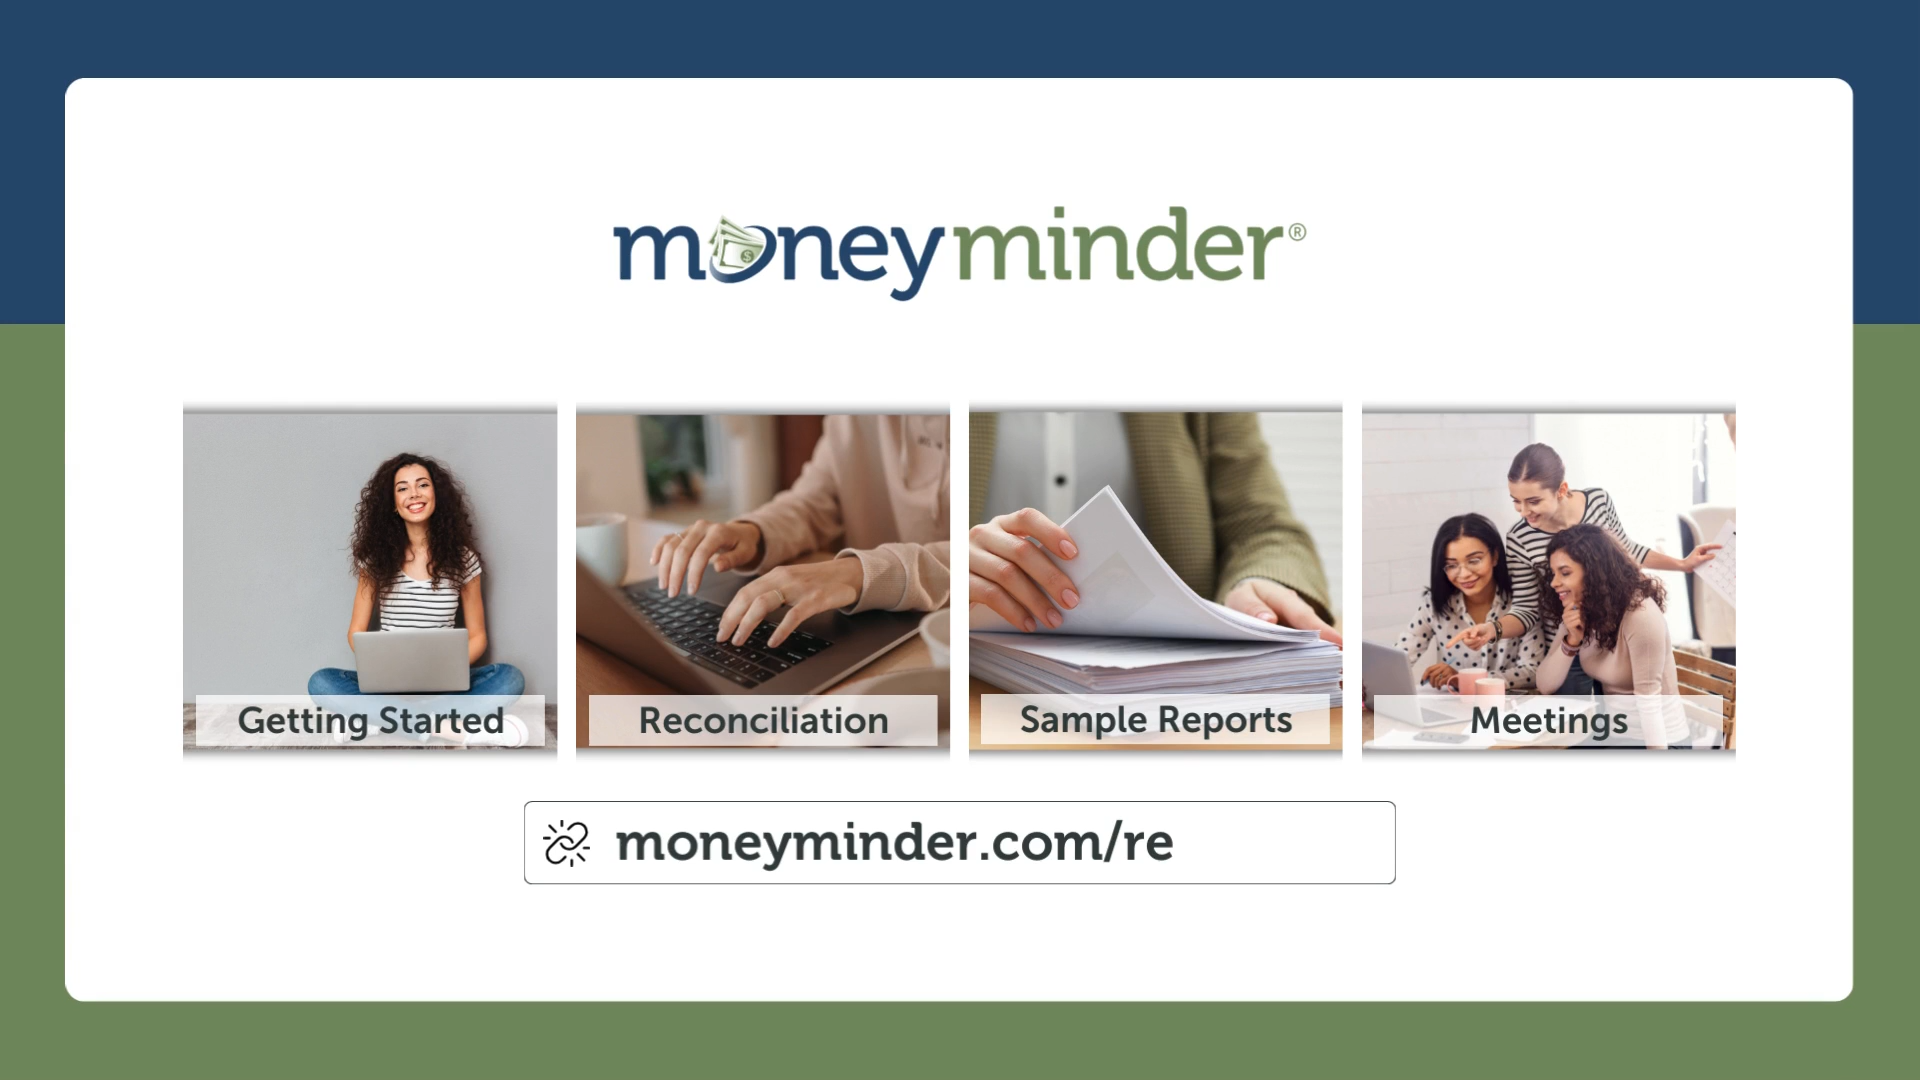 moneyminder®
Getting Started
Reconciliation
Sample Reports
Meetings
moneyminder.com/re